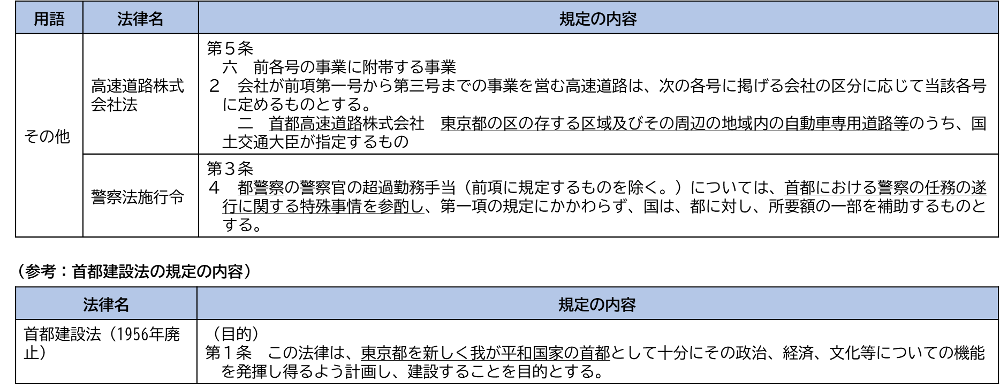 用語 法律名 規定の内容
その他
高速道路株式
会社法
第５条
六　前各号の事業に附帯する事業
２　会社が前項第一号から第三号までの事業を営む高速道路は、次の各号に掲げる会社の区分に応じて当該各号
に定めるものとする。
二　首都高速道路株式会社　東京都の区の存する区域及びその周辺の地域内の自動車専用道路等のうち、国
土交通大臣が指定するもの
警察法施行令
第３条
４　都警察の警察官の超過勤務手当（前項に規定するものを除く。）については、首都における警察の任務の遂
行に関する特殊事情を参酌し、第一項の規定にかかわらず、国は、都に対し、所要額の一部を補助するものと
する。
（参考：首都建設法の規定の内容）
法律名 規定の内容
首都建設法（1956年廃
止）
（目的）
第１条　この法律は、東京都を新しく我が平和国家の首都として十分にその政治、経済、文化等についての機能
を発揮し得るよう計画し、建設することを目的とする。